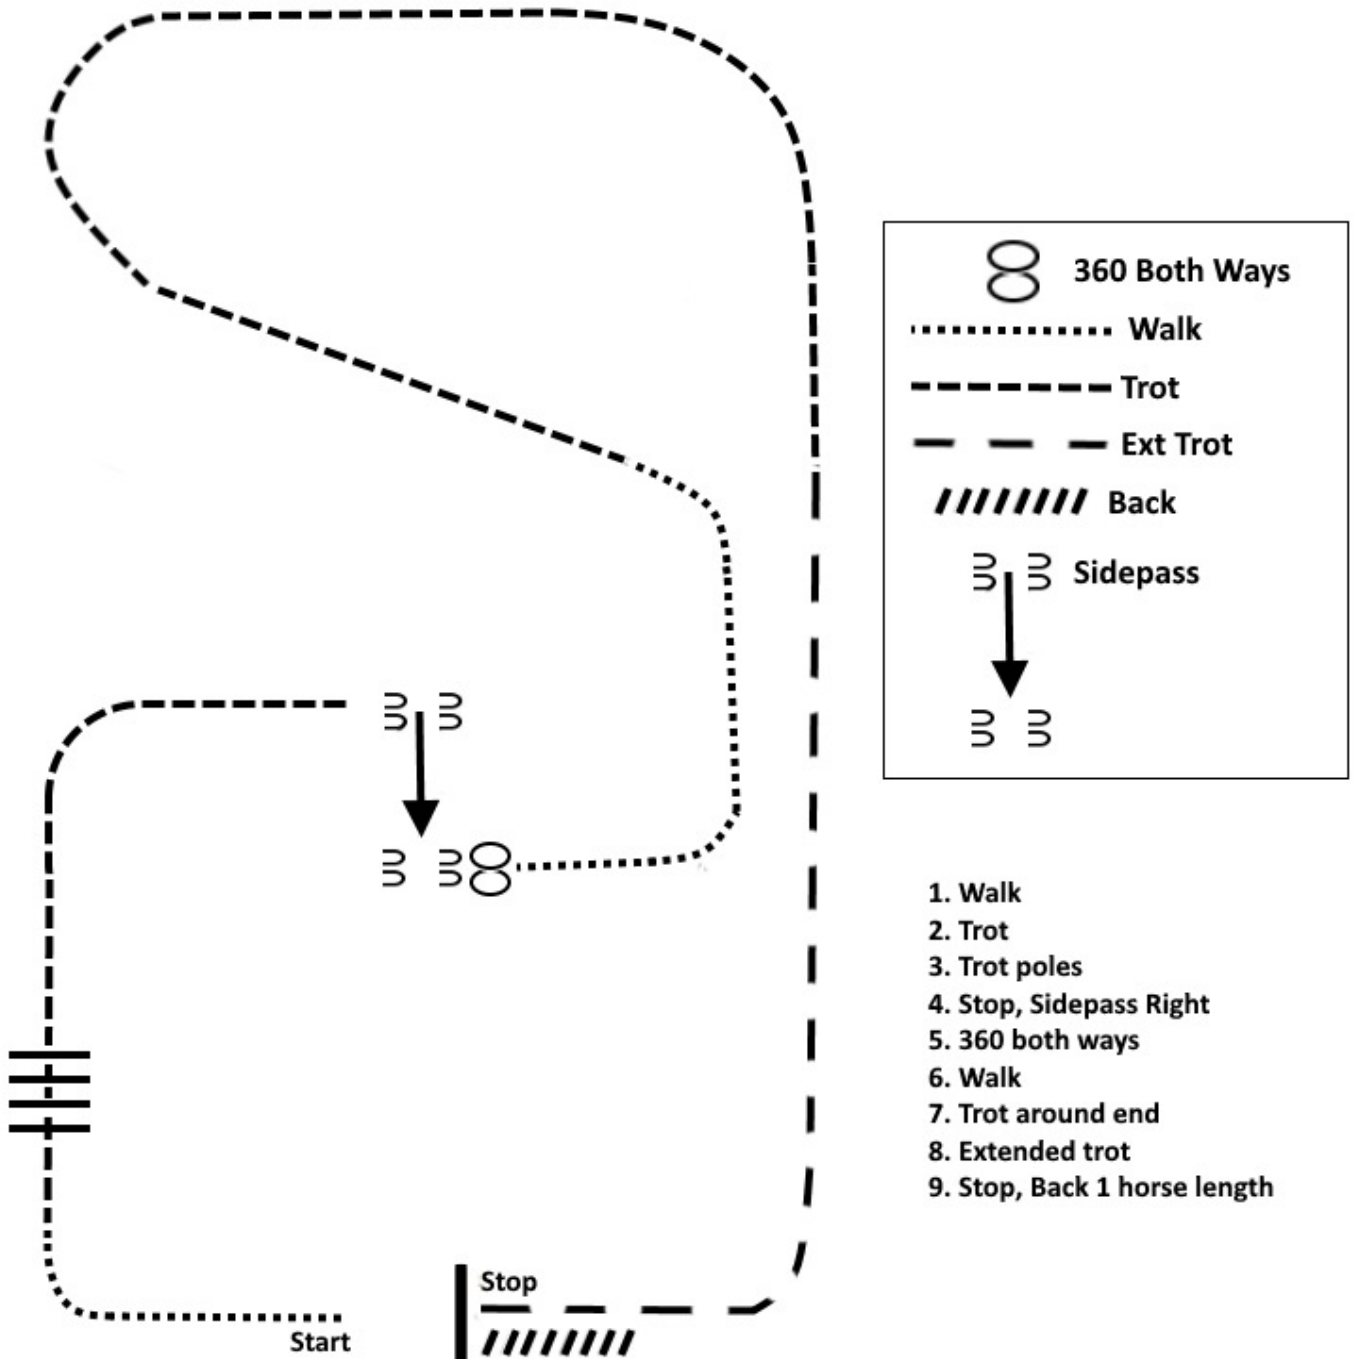 360 Both Ways
Walk
Trot
Ext Trot
Back
Sidepass
1. Walk
2. Trot
3. Trot poles
4. Stop, Sidepass Right
5. 360 both ways
6. Walk
7. Trot around end
8. Extended trot
9. Stop, Back 1 horse length
Stop
Start